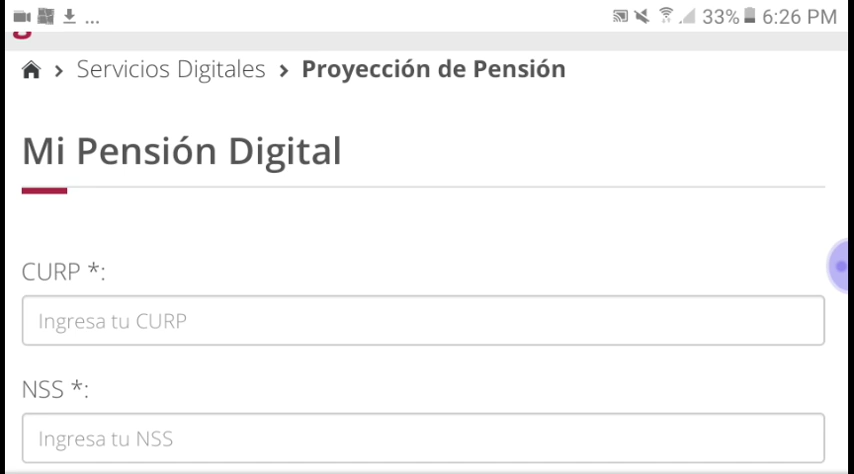 ... 33% 6:26 PM
> Servicios Digitales > Proyección de Pensión
Mi Pensión Digital
CURP *:
Ingresa tu CURP
NSS *:
Ingresa tu NSS